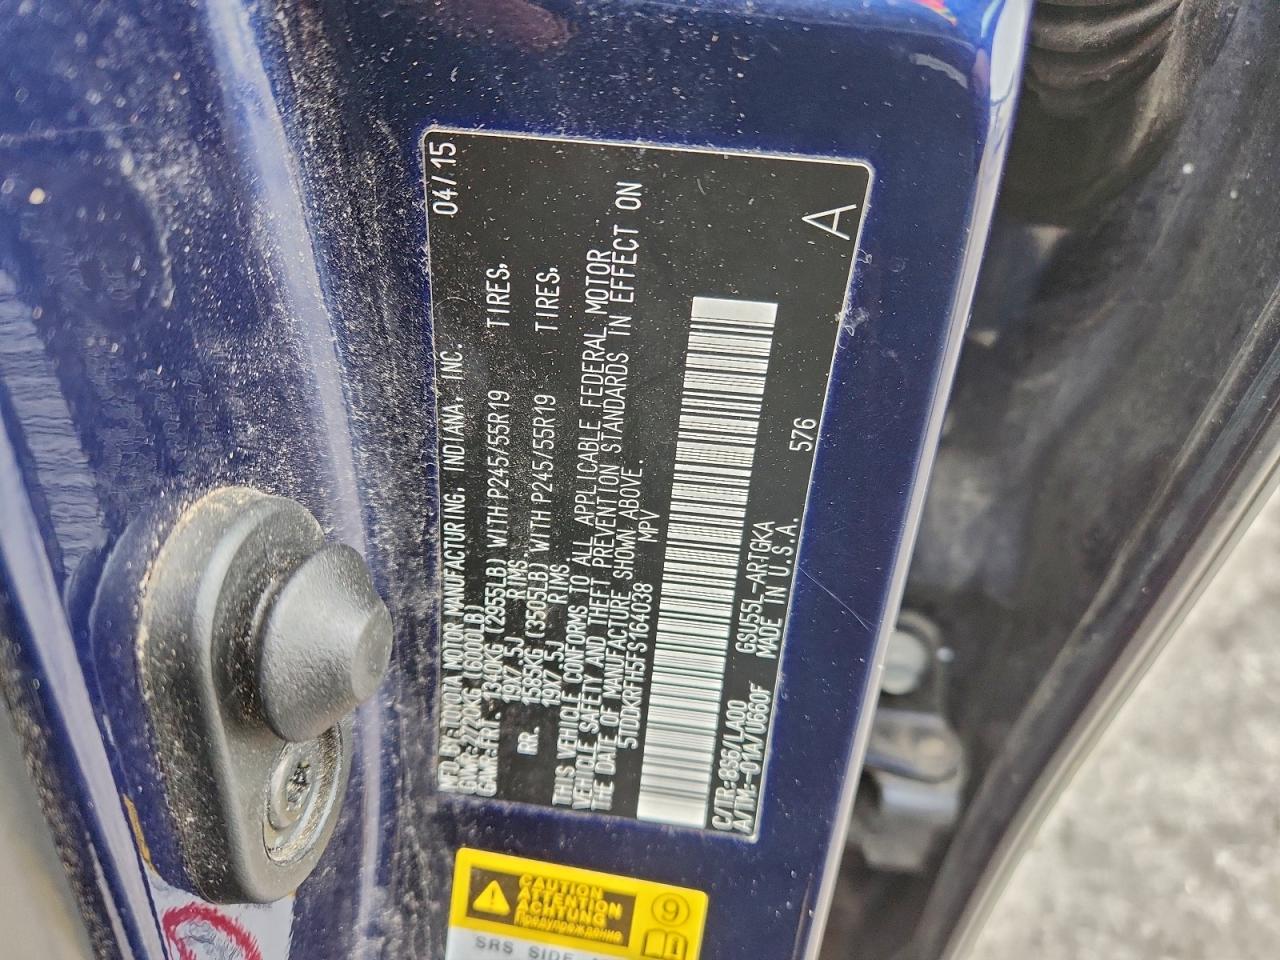 MFD. BY: TOYOTA MOTOR MANUFACTURING, INDIANA, INC. 04/15
GVWR:2720KG (6000LB)
GAWR:FRT. 1340KG (2955LB) WITH P245/55R19 TIRES,
19X7.5J RIMS,
RR. 1585KG (3505LB) WITH P245/55R19 TIRES,
19X7.5J RIMS.
THIS VEHICLE CONFORMS TO ALL APPLICABLE FEDERAL MOTOR
VEHICLE SAFETY AND THEFT PREVENTION STANDARDS IN EFFECT ON
THE DATE OF MANUFACTURE SHOWN ABOVE.
5TDDKRFH5FS164038 MPV
C/TR:8S6/LA00 GSU55L-ARTGKA
A/TM:-01A/U660F MADE IN U.S.A. 576
A
CAUTION
ATTENTION
ACHTUNG
Предупреждение
9
SRS SIDE